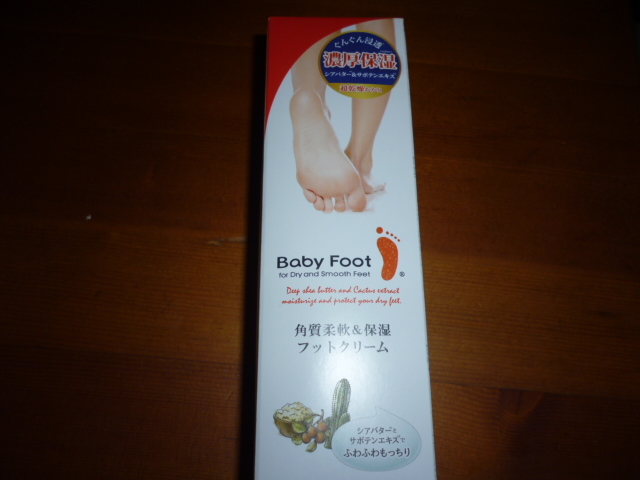 ぐんぐん浸透
濃厚保湿
シアバター&サボテンエキス
Baby Foot
for Dry and Smooth Feet
®
Deep shea butter and Cactus extract
moisturize and protect your dry feet.
角質柔軟&保湿
フットクリーム
シアバターと
サボテンエキスで
ふわふわもっちり